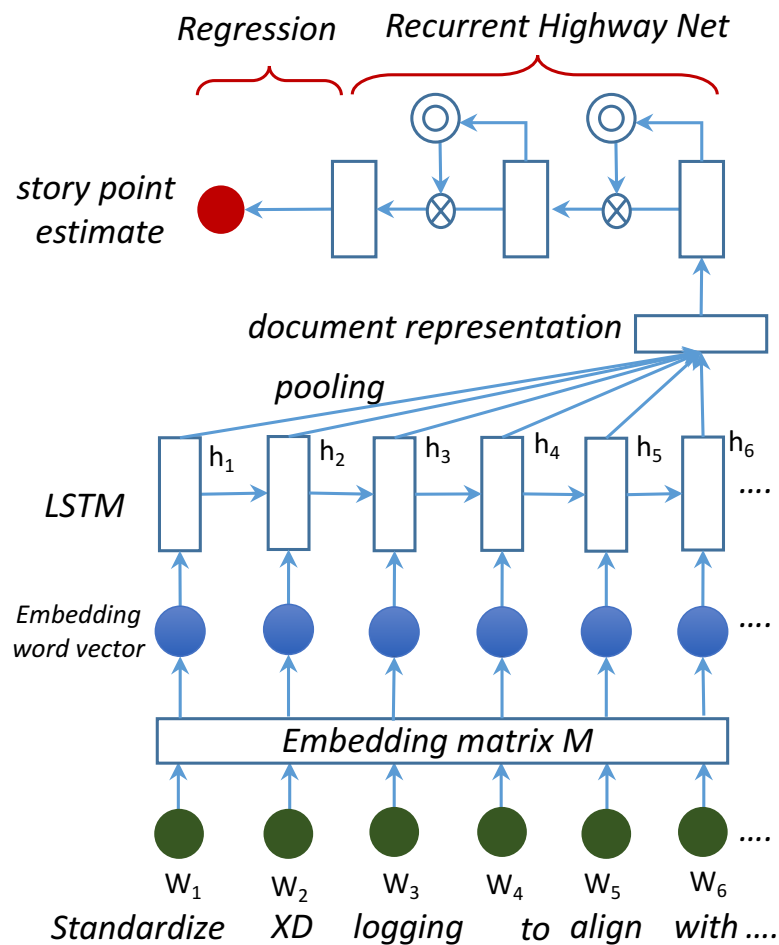 Regression Recurrent Highway Net
story point
estimate
document representation
pooling
h₁ h₂ h₃ h₄ h₅ h₆
LSTM ....
Embedding
word vector ....
Embedding matrix M
....
W₁ W₂ W₃ W₄ W₅ W₆
Standardize XD logging to align with ....